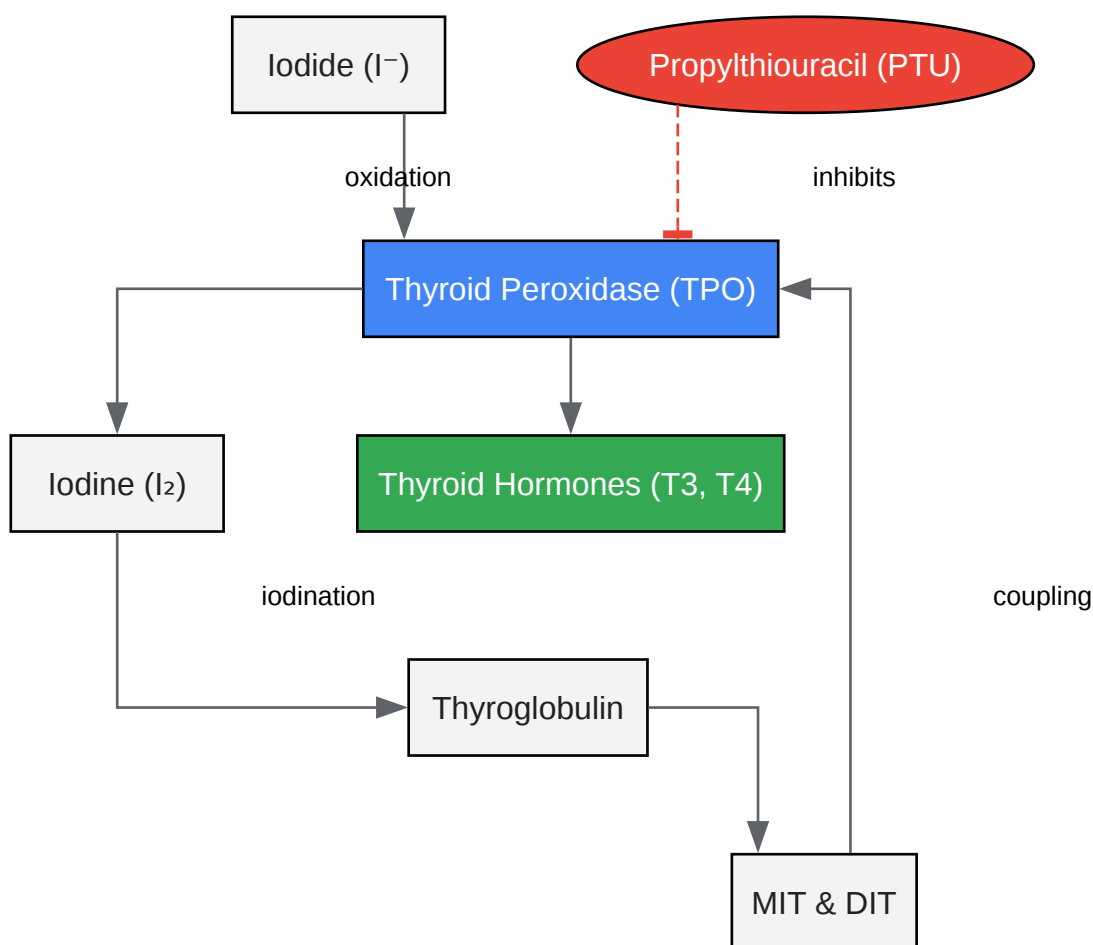 Iodide (I⁻)
Propylthiouracil (PTU)
oxidation
inhibits
Thyroid Peroxidase (TPO)
Iodine (I₂)
Thyroid Hormones (T3, T4)
iodination
coupling
Thyroglobulin
MIT & DIT